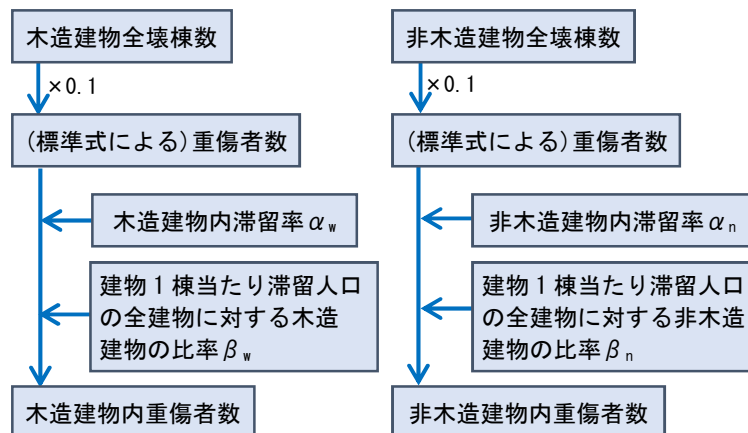 木造建物全壊棟数
×0.1
(標準式による)重傷者数
木造建物内滞留率αw
建物1棟当たり滞留人口
の全建物に対する木造
建物の比率βw
木造建物内重傷者数
非木造建物全壊棟数
×0.1
(標準式による)重傷者数
非木造建物内滞留率αn
建物1棟当たり滞留人口
の全建物に対する非木造
建物の比率βn
非木造建物内重傷者数